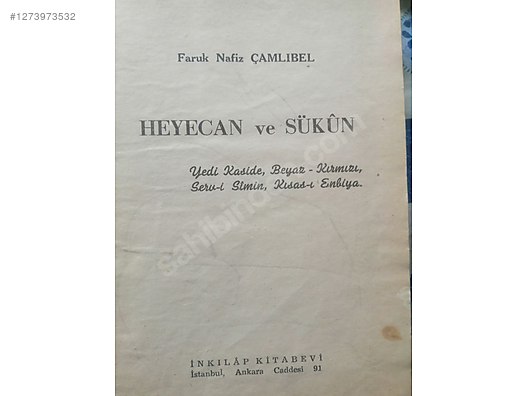 #1273973532
Faruk Nafiz ÇAMLIBEL
HEYECAN ve SÜKÛN
Yedi Kaside, Beyaz - Kırmızı,
Serv-i Simin, Kısas-ı Enbiya.
sahibinden.com
İNKILÂP KİTABEVİ
İstanbul, Ankara Caddesi 91